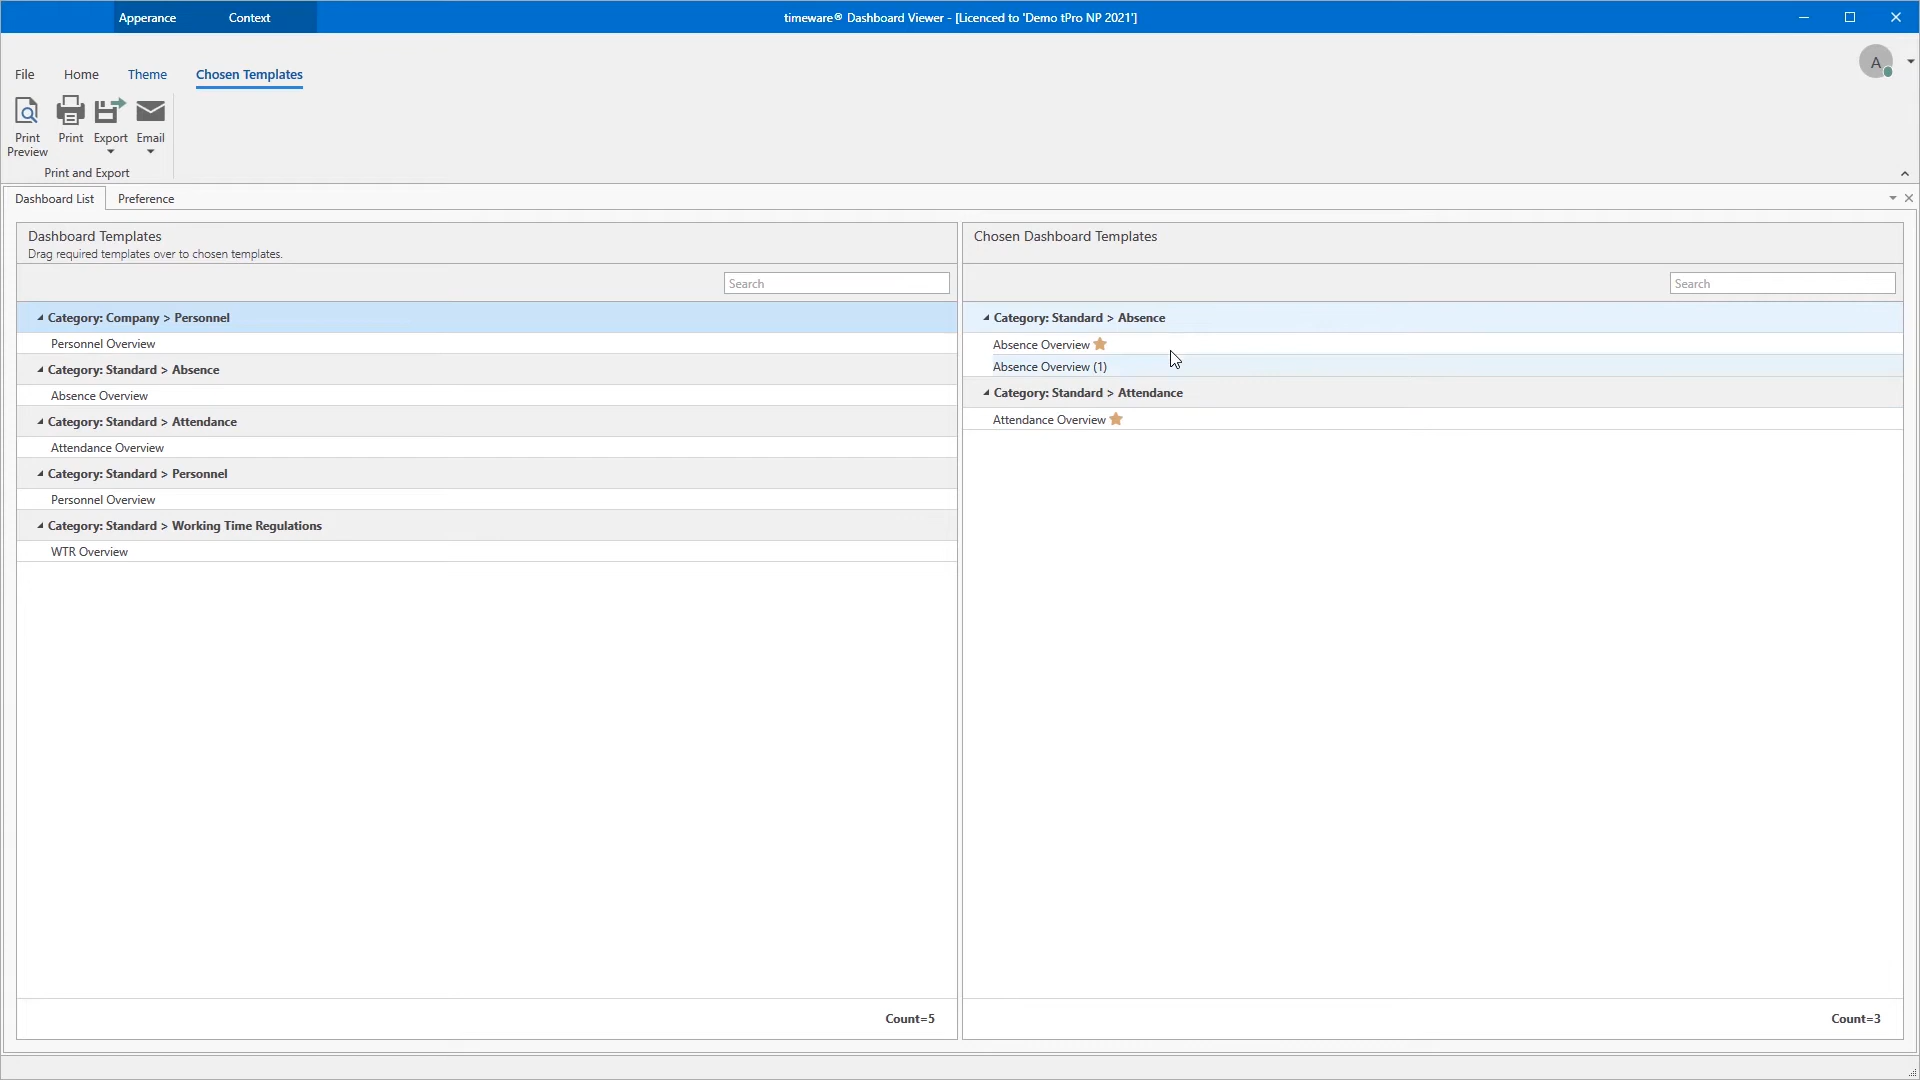 Apperance
Context
timeware® Dashboard Viewer - [Licenced to 'Demo tPro NP 2021']
File
Home
Theme
Chosen Templates
A
Print Preview
Print
Export
Email
Print and Export
Dashboard List
Preference
Dashboard Templates
Drag required templates over to chosen templates.
Search
Category: Company > Personnel
Personnel Overview
Category: Standard > Absence
Absence Overview
Category: Standard > Attendance
Attendance Overview
Category: Standard > Personnel
Personnel Overview
Category: Standard > Working Time Regulations
WTR Overview
Count=5
Chosen Dashboard Templates
Search
Category: Standard > Absence
Absence Overview
Absence Overview (1)
Category: Standard > Attendance
Attendance Overview
Count=3